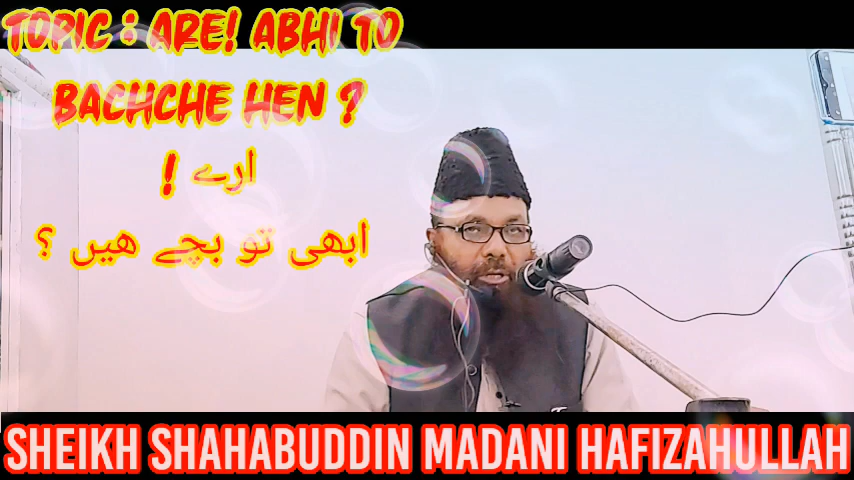 TOPIC : ARE! ABHI TO
BACHCHE HEN ?
ارے !
ابھی تو بچے ھیں ؟
SHEIKH SHAHABUDDIN MADANI HAFIZAHULLAH